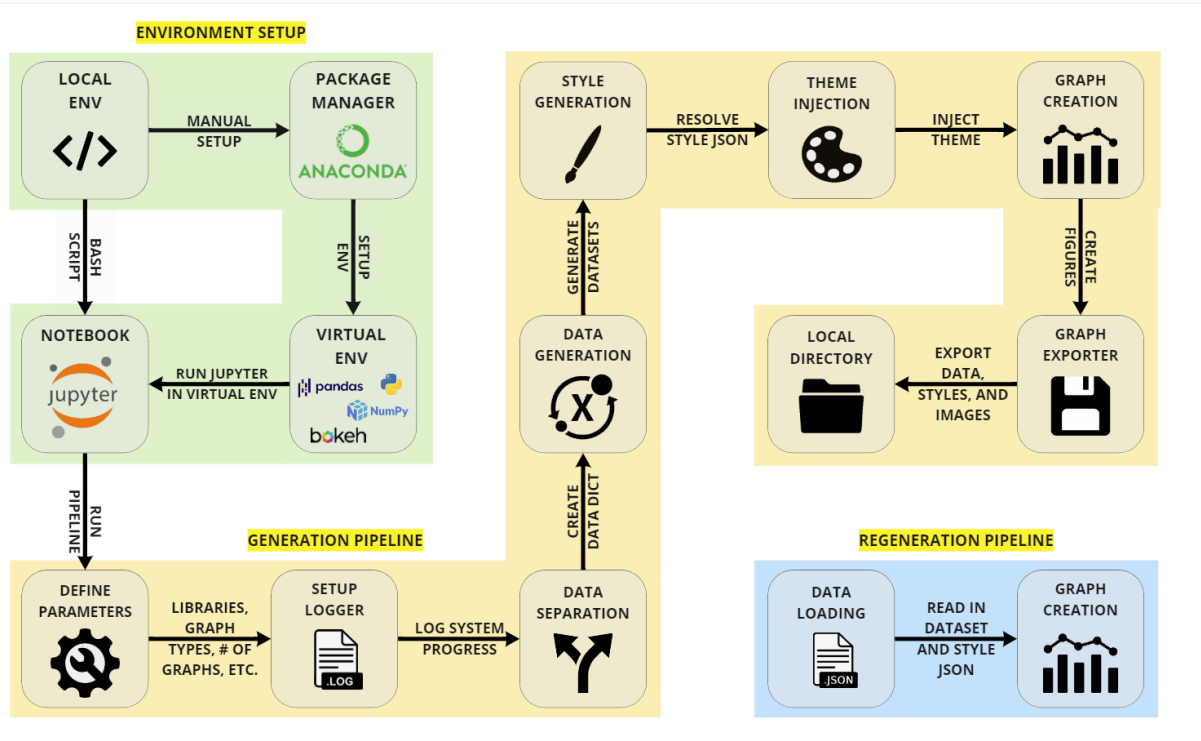 ENVIRONMENT SETUP
LOCAL
ENV
MANUAL
SETUP
PACKAGE
MANAGER
ANACONDA
BASH
SCRIPT
SETUP
ENV
NOTEBOOK
jupyter
RUN JUPYTER
IN VIRTUAL ENV
VIRTUAL
ENV
pandas
NumPy
bokeh
RUN
PIPELINE
GENERATION PIPELINE
DEFINE
PARAMETERS
LIBRARIES,
GRAPH
TYPES, # OF
GRAPHS, ETC.
SETUP
LOGGER
.LOG
LOG SYSTEM
PROGRESS
DATA
SEPARATION
CREATE
DATA DICT
DATA
GENERATION
X
GENERATE
DATASETS
STYLE
GENERATION
RESOLVE
STYLE JSON
THEME
INJECTION
INJECT
THEME
GRAPH
CREATION
CREATE
FIGURES
GRAPH
EXPORTER
EXPORT
DATA,
STYLES, AND
IMAGES
LOCAL
DIRECTORY
REGENERATION PIPELINE
DATA
LOADING
.JSON
READ IN
DATASET
AND STYLE
JSON
GRAPH
CREATION